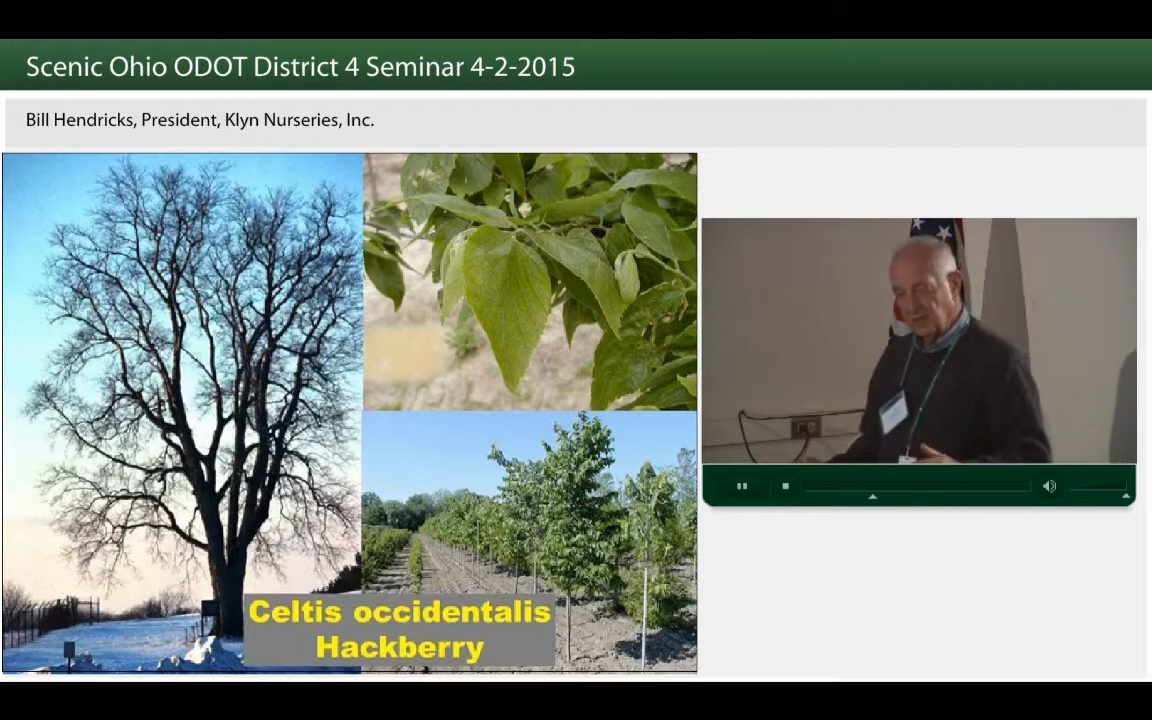 Scenic Ohio ODOT District 4 Seminar 4-2-2015
Bill Hendricks, President, Klyn Nurseries, Inc.
Celtis occidentalis
Hackberry